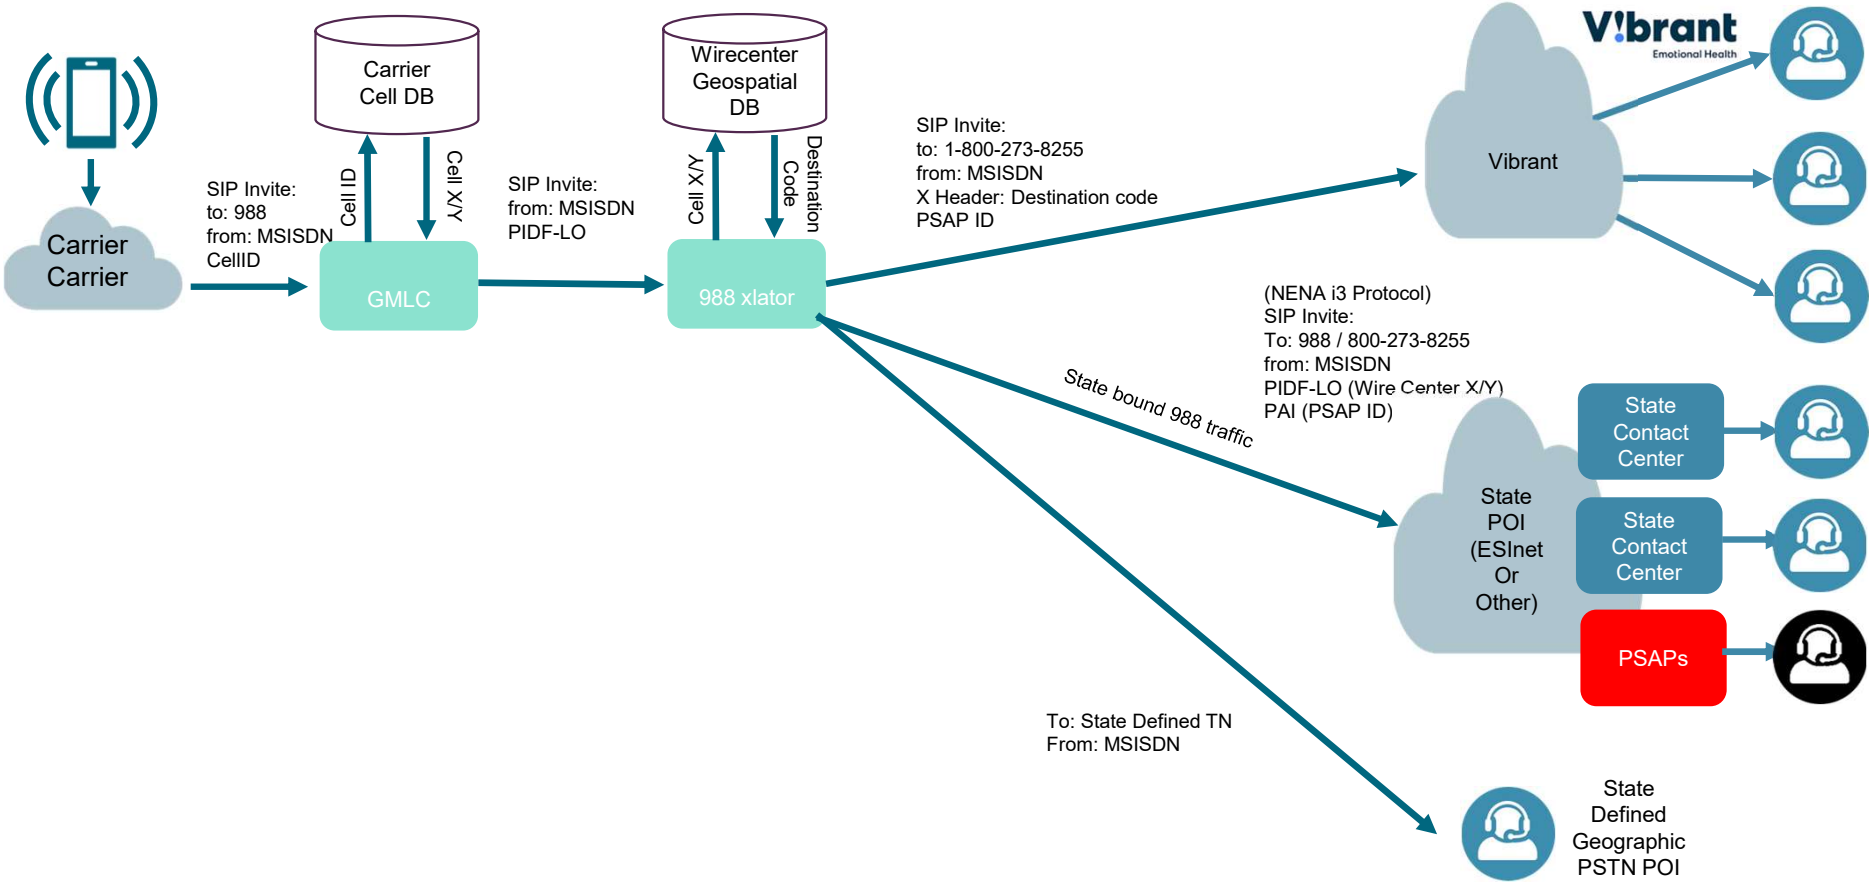 Carrier
Carrier
SIP Invite:
to: 988
from: MSISDN
CellID
Carrier
Cell DB
Cell ID
Cell X/Y
GMLC
SIP Invite:
from: MSISDN
PIDF-LO
Wirecenter
Geospatial
DB
Cell X/Y
Destination
Code
988 xlator
SIP Invite:
to: 1-800-273-8255
from: MSISDN
X Header: Destination code
PSAP ID
V!brant
Emotional Health
Vibrant
(NENA i3 Protocol)
SIP Invite:
To: 988 / 800-273-8255
from: MSISDN
PIDF-LO (Wire Center X/Y)
PAI (PSAP ID)
State bound 988 traffic
State
POI
(ESInet
Or
Other)
State
Contact
Center
State
Contact
Center
PSAPs
To: State Defined TN
From: MSISDN
State
Defined
Geographic
PSTN POI